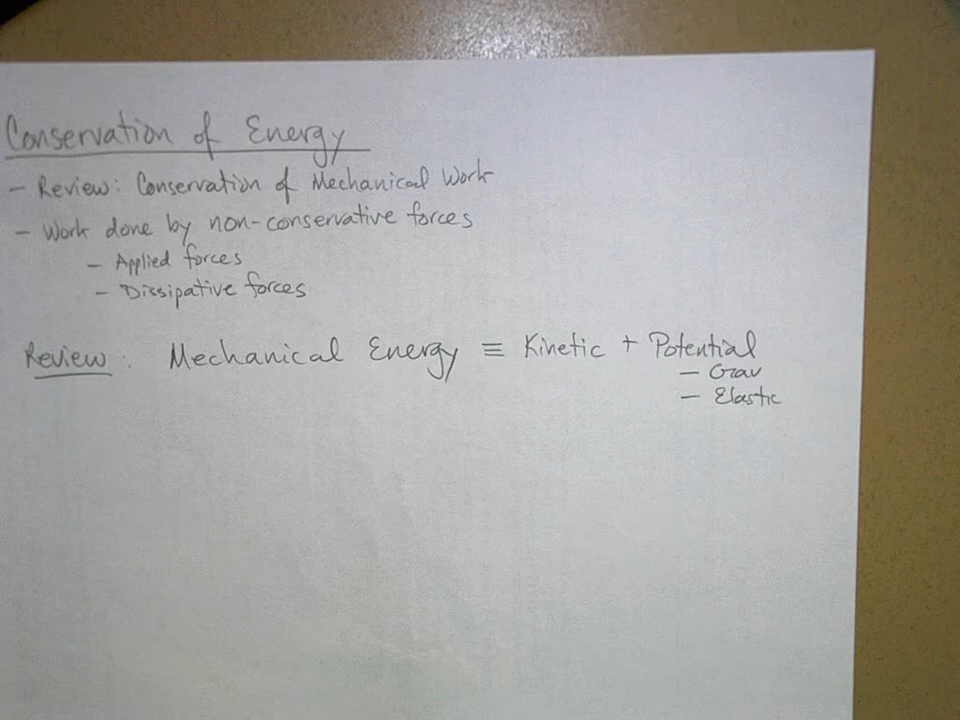 Conservation of Energy
- Review: Conservation of Mechanical Work
- Work done by non-conservative forces
- Applied forces
- Dissipative forces
Review: Mechanical Energy ≡ Kinetic + Potential
- Grav
- Elastic